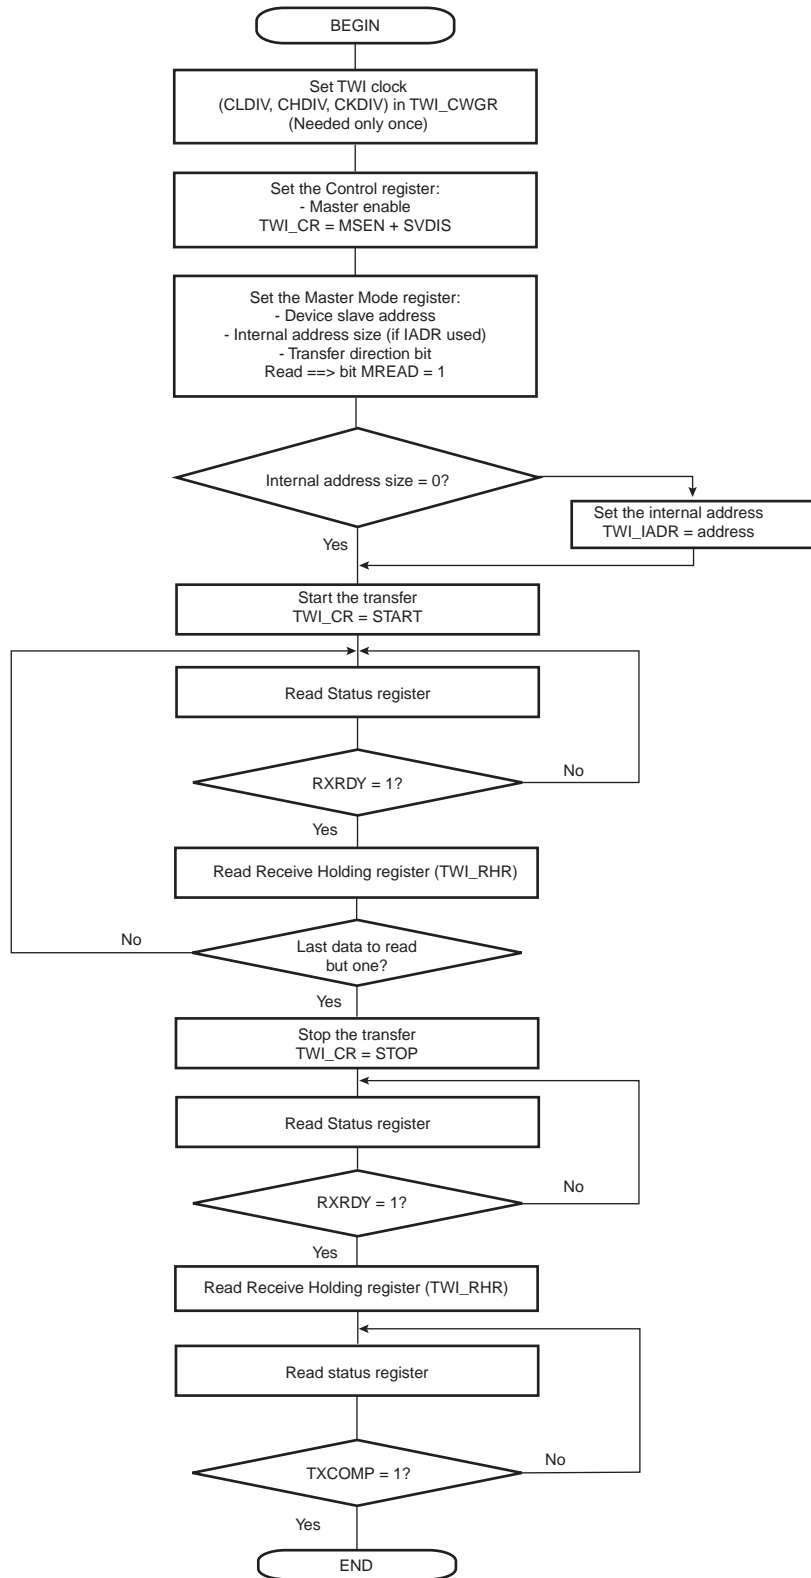 BEGIN
Set TWI clock
(CLDIV, CHDIV, CKDIV) in TWI_CWGR
(Needed only once)
Set the Control register:
- Master enable
TWI_CR = MSEN + SVDIS
Set the Master Mode register:
- Device slave address
- Internal address size (if IADR used)
- Transfer direction bit
Read ==> bit MREAD = 1
Internal address size = 0?
Set the internal address
TWI_IADR = address
Yes
Start the transfer
TWI_CR = START
Read Status register
RXRDY = 1?
No
Yes
Read Receive Holding register (TWI_RHR)
No
Last data to read
but one?
Yes
Stop the transfer
TWI_CR = STOP
Read Status register
RXRDY = 1?
No
Yes
Read Receive Holding register (TWI_RHR)
Read status register
TXCOMP = 1?
No
Yes
END